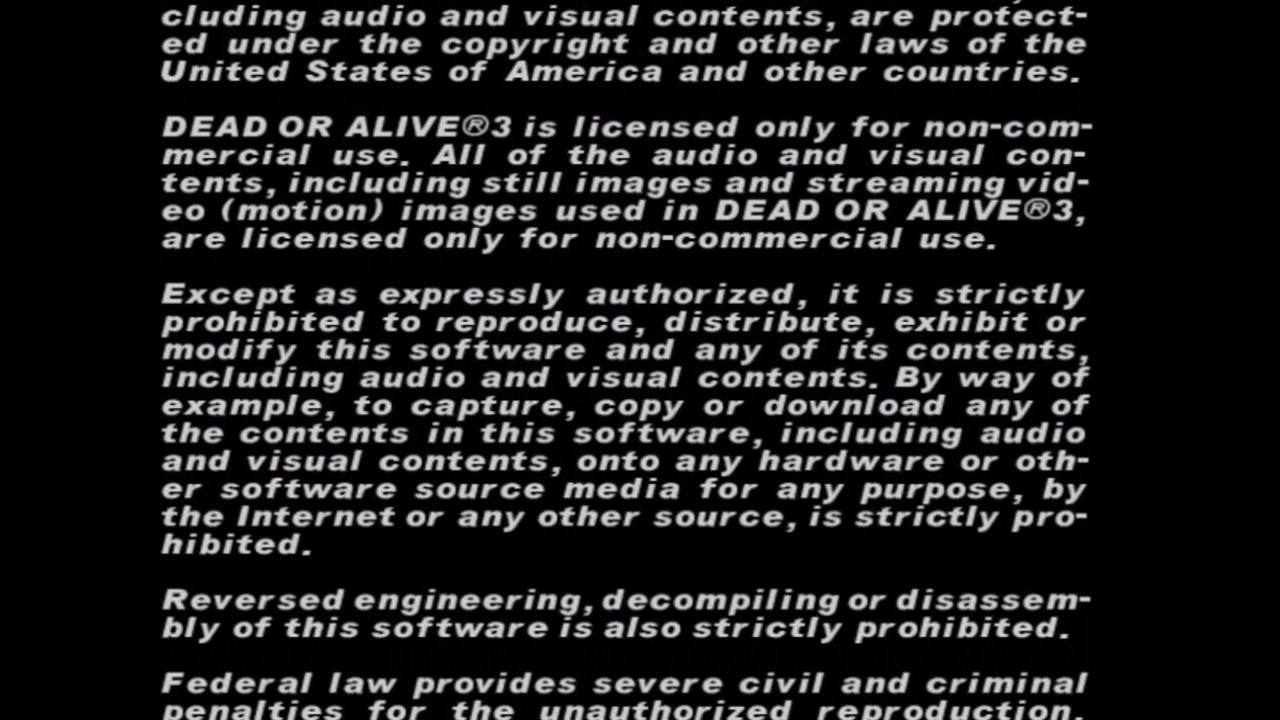 cluding audio and visual contents, are protect-
ed under the copyright and other laws of the
United States of America and other countries.
DEAD OR ALIVE®3 is licensed only for non-com-
mercial use. All of the audio and visual con-
tents, including still images and streaming vid-
eo (motion) images used in DEAD OR ALIVE®3,
are licensed only for non-commercial use.
Except as expressly authorized, it is strictly
prohibited to reproduce, distribute, exhibit or
modify this software and any of its contents,
including audio and visual contents. By way of
example, to capture, copy or download any of
the contents in this software, including audio
and visual contents, onto any hardware or oth-
er software source media for any purpose, by
the Internet or any other source, is strictly pro-
hibited.
Reversed engineering, decompiling or disassem-
bly of this software is also strictly prohibited.
Federal law provides severe civil and criminal
penalties for the unauthorized reproduction,